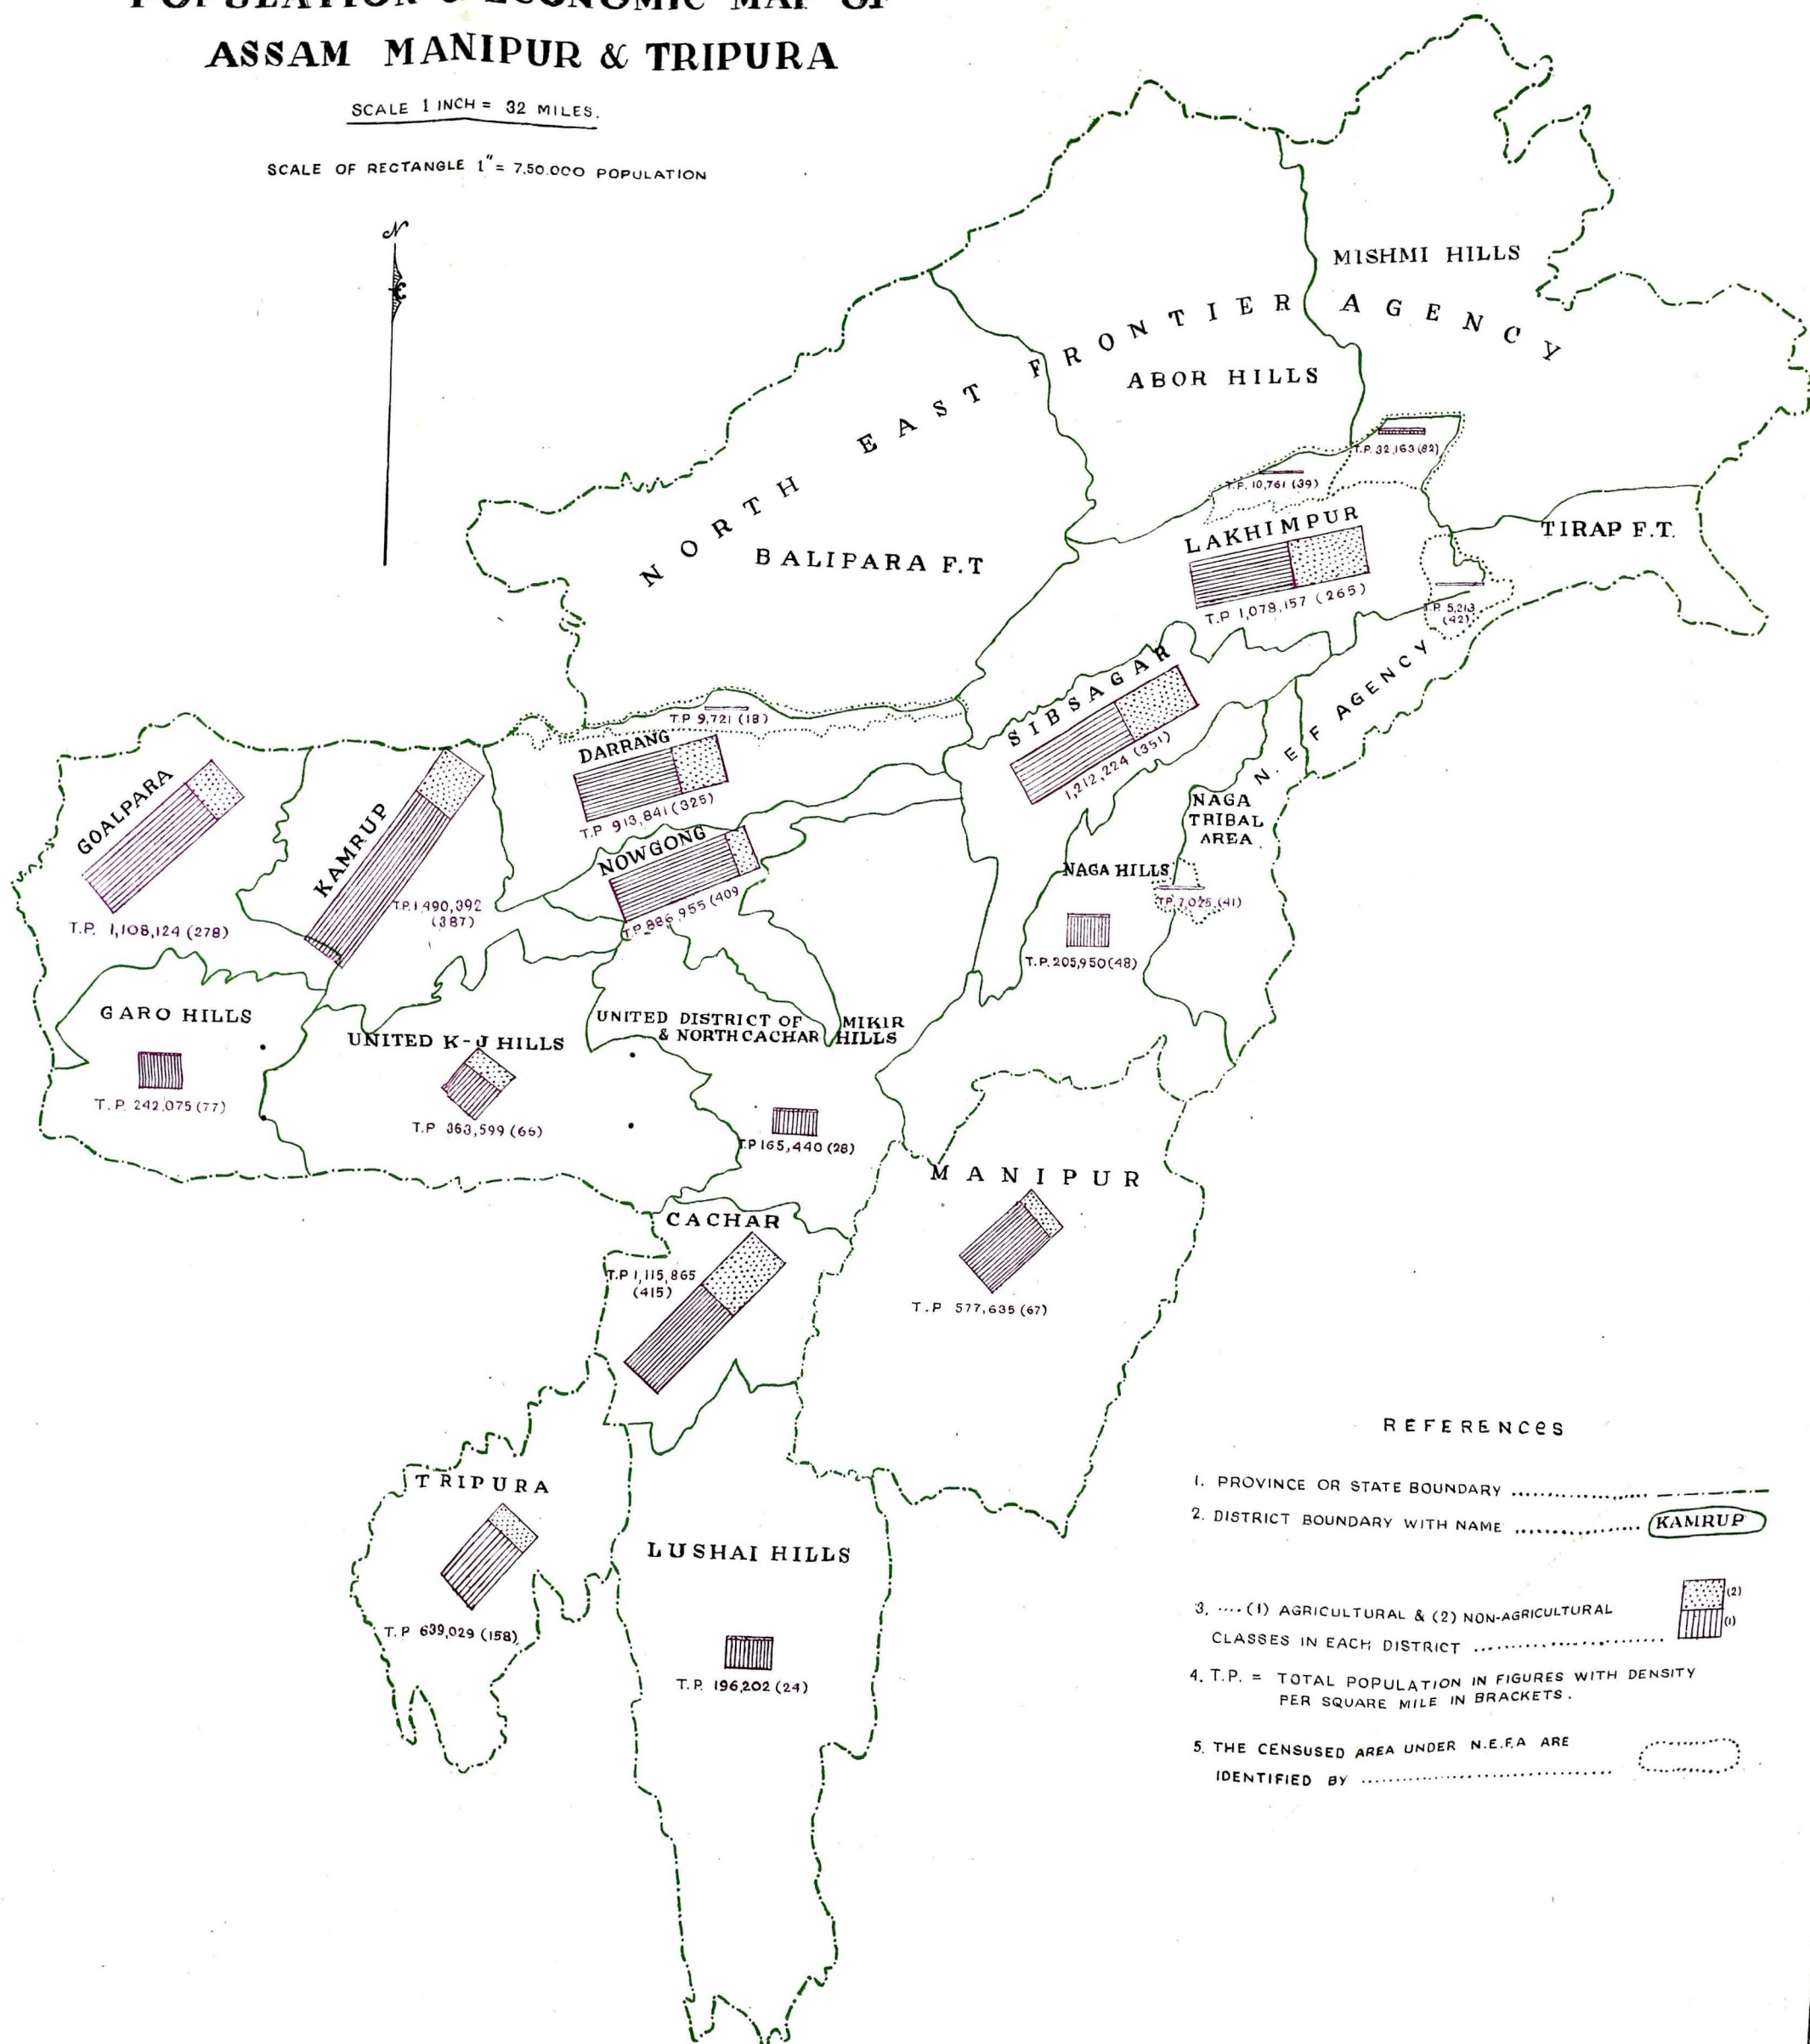 POPULATION & ECONOMIC MAP OF
ASSAM MANIPUR & TRIPURA
SCALE 1 INCH = 32 MILES.
SCALE OF RECTANGLE 1" = 7,50.000 POPULATION
N
MISHMI HILLS
NORTH EAST FRONTIER AGENCY
ABOR HILLS
T.P. 32,163 (82)
T.P. 10,761 (39)
LAKHIMPUR
T.P 1,078,157 (265)
TIRAP F.T.
BALIPARA F.T
T.P. 5,213
(42)
N. E F AGENCY
SIBSAGAR
1,212,224 (351)
T.P 9,721 (18)
DARRANG
T.P 913,841 (325)
GOALPARA
T.P. 1,108,124 (278)
KAMRUP
T.P. 1,490,392
(387)
NOWGONG
T.P. 886,955 (409
NAGA
TRIBAL
AREA
NAGA HILLS
T.P. 7,025 (41)
T.P. 205,950 (48)
GARO HILLS
T.P. 242,075 (77)
UNITED K-J HILLS
T.P 363,599 (66)
UNITED DISTRICT OF MIKIR
& NORTH CACHAR HILLS
T.P 165,440 (28)
MANIPUR
T.P 577,635 (67)
CACHAR
T.P 1,115,865
(415)
TRIPURA
T.P 639,029 (158)
LUSHAI HILLS
T.P. 196,202 (24)
REFERENCeS
1. PROVINCE OR STATE BOUNDARY
2. DISTRICT BOUNDARY WITH NAME KAMRUP
3. .... (1) AGRICULTURAL & (2) NON-AGRICULTURAL
CLASSES IN EACH DISTRICT
(2)
(1)
4. T.P. = TOTAL POPULATION IN FIGURES WITH DENSITY
PER SQUARE MILE IN BRACKETS.
5. THE CENSUSED AREA UNDER N.E.F.A ARE
IDENTIFIED BY